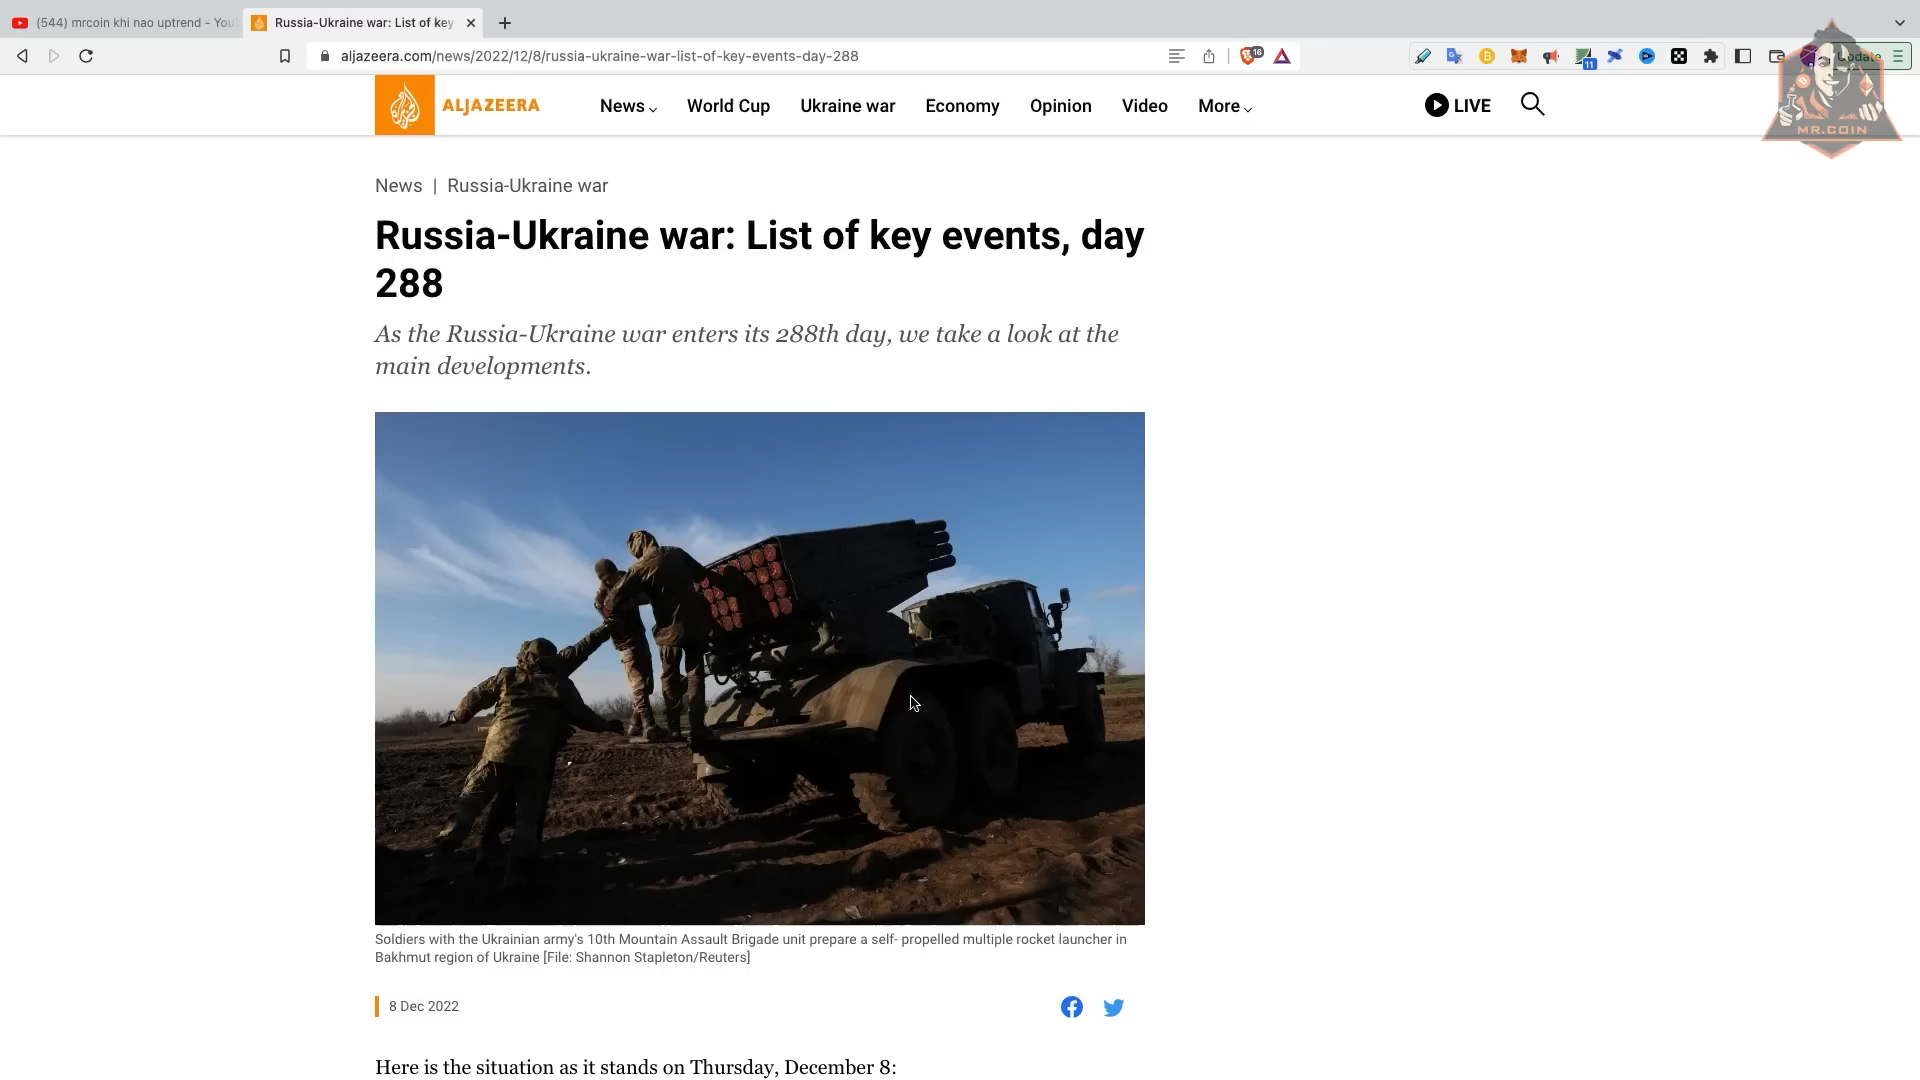 (544) mrcoin khi nao uptrend - You
Russia-Ukraine war: List of key
aljazeera.com/news/2022/12/8/russia-ukraine-war-list-of-key-events-day-288
16
11
Update
ALJAZEERA
News
World Cup
Ukraine war
Economy
Opinion
Video
More
LIVE
MR.COIN
News | Russia-Ukraine war
Russia-Ukraine war: List of key events, day
288
As the Russia-Ukraine war enters its 288th day, we take a look at the
main developments.
Soldiers with the Ukrainian army's 10th Mountain Assault Brigade unit prepare a self- propelled multiple rocket launcher in
Bakhmut region of Ukraine [File: Shannon Stapleton/Reuters]
8 Dec 2022
Here is the situation as it stands on Thursday, December 8: